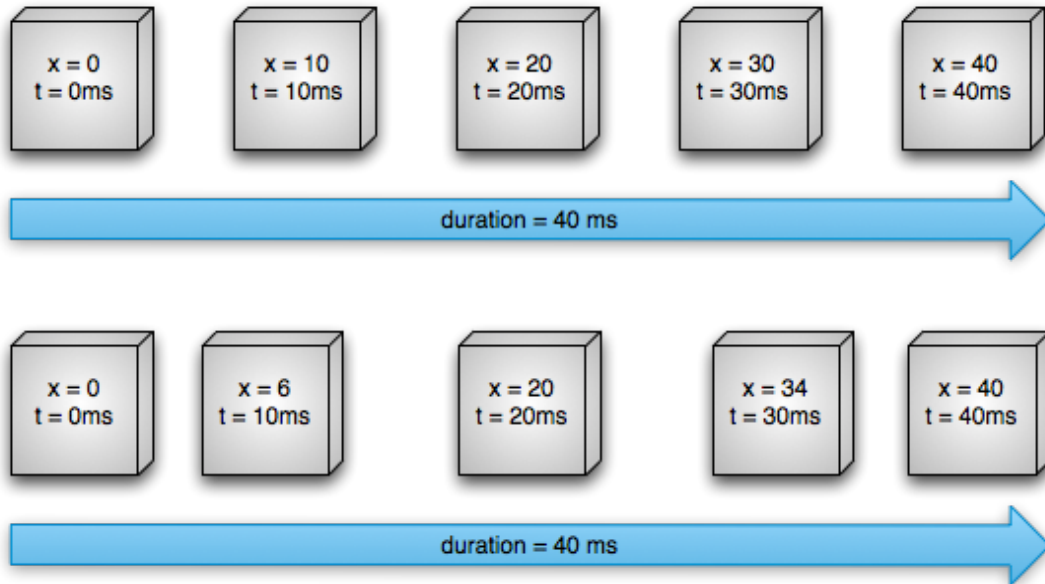 x = 0
t = 0ms
x = 10
t = 10ms
x = 20
t = 20ms
x = 30
t = 30ms
x = 40
t = 40ms
duration = 40 ms
x = 0
t = 0ms
x = 6
t = 10ms
x = 20
t = 20ms
x = 34
t = 30ms
x = 40
t = 40ms
duration = 40 ms